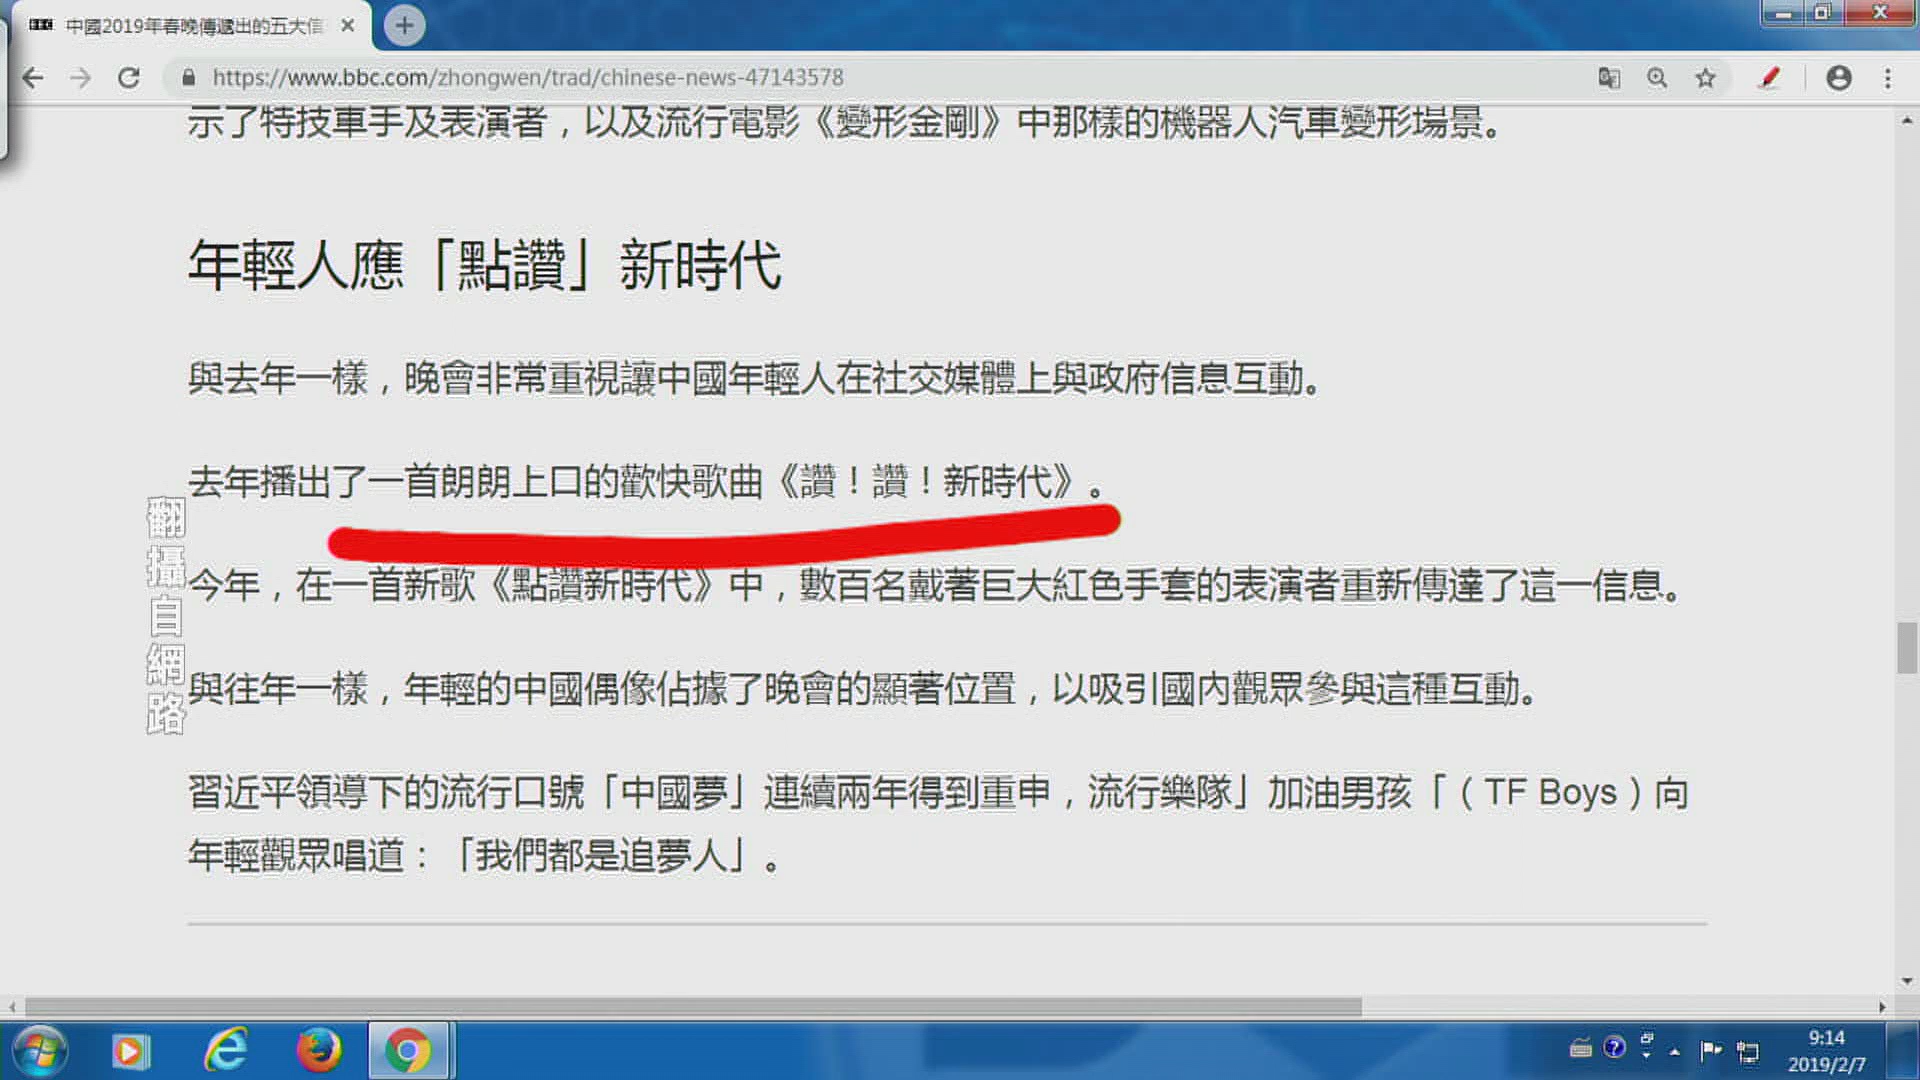 BBC 中國2019年春晚傳遞出的五大信
https://www.bbc.com/zhongwen/trad/chinese-news-47143578
示了特技車手及表演者，以及流行電影《變形金剛》中那樣的機器人汽車變形場景。
年輕人應「點讚」新時代
與去年一樣，晚會非常重視讓中國年輕人在社交媒體上與政府信息互動。
去年播出了一首朗朗上口的歡快歌曲《讚！讚！新時代》。
今年，在一首新歌《點讚新時代》中，數百名戴著巨大紅色手套的表演者重新傳達了這一信息。
與往年一樣，年輕的中國偶像佔據了晚會的顯著位置，以吸引國內觀眾參與這種互動。
習近平領導下的流行口號「中國夢」連續兩年得到重申，流行樂隊」加油男孩「（TF Boys）向
年輕觀眾唱道：「我們都是追夢人」。
翻攝自網路
9:14
2019/2/7